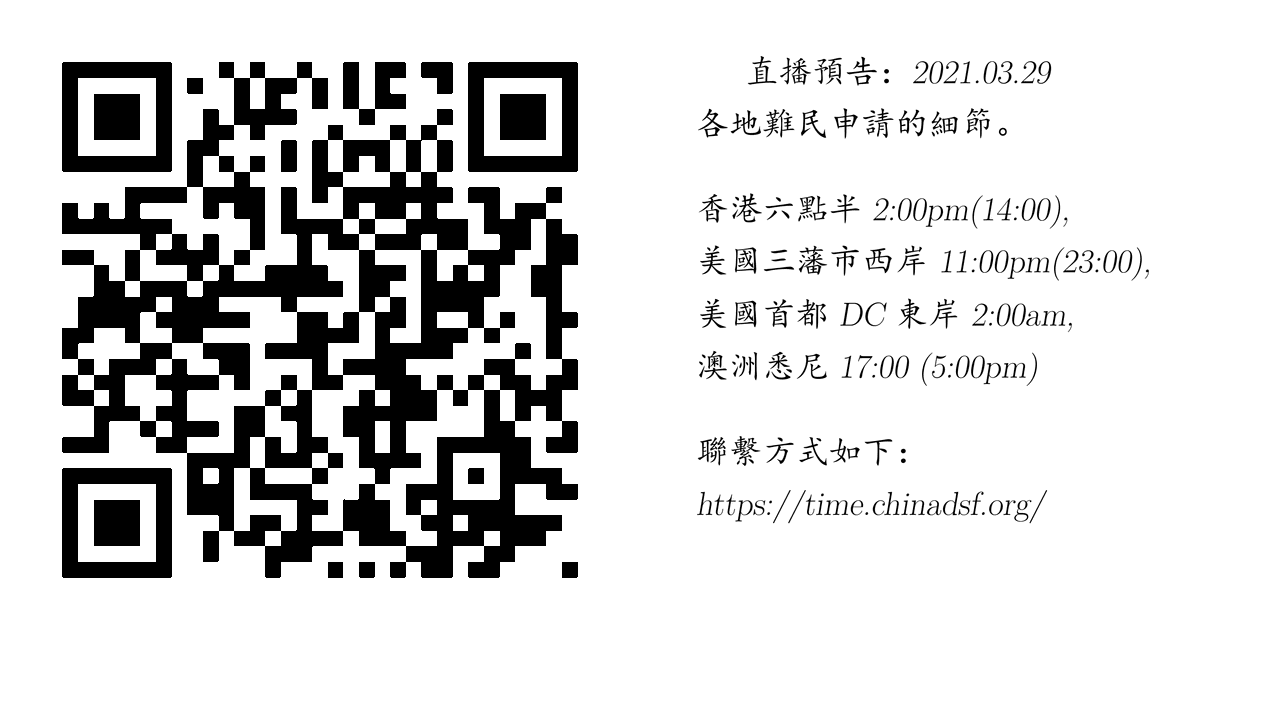 直播預告：2021.03.29
各地難民申請的細節。
香港六點半 2:00pm(14:00),
美國三藩市西岸 11:00pm(23:00),
美國首都 DC 東岸 2:00am,
澳洲悉尼 17:00 (5:00pm)
聯繫方式如下：
https://time.chinadsf.org/